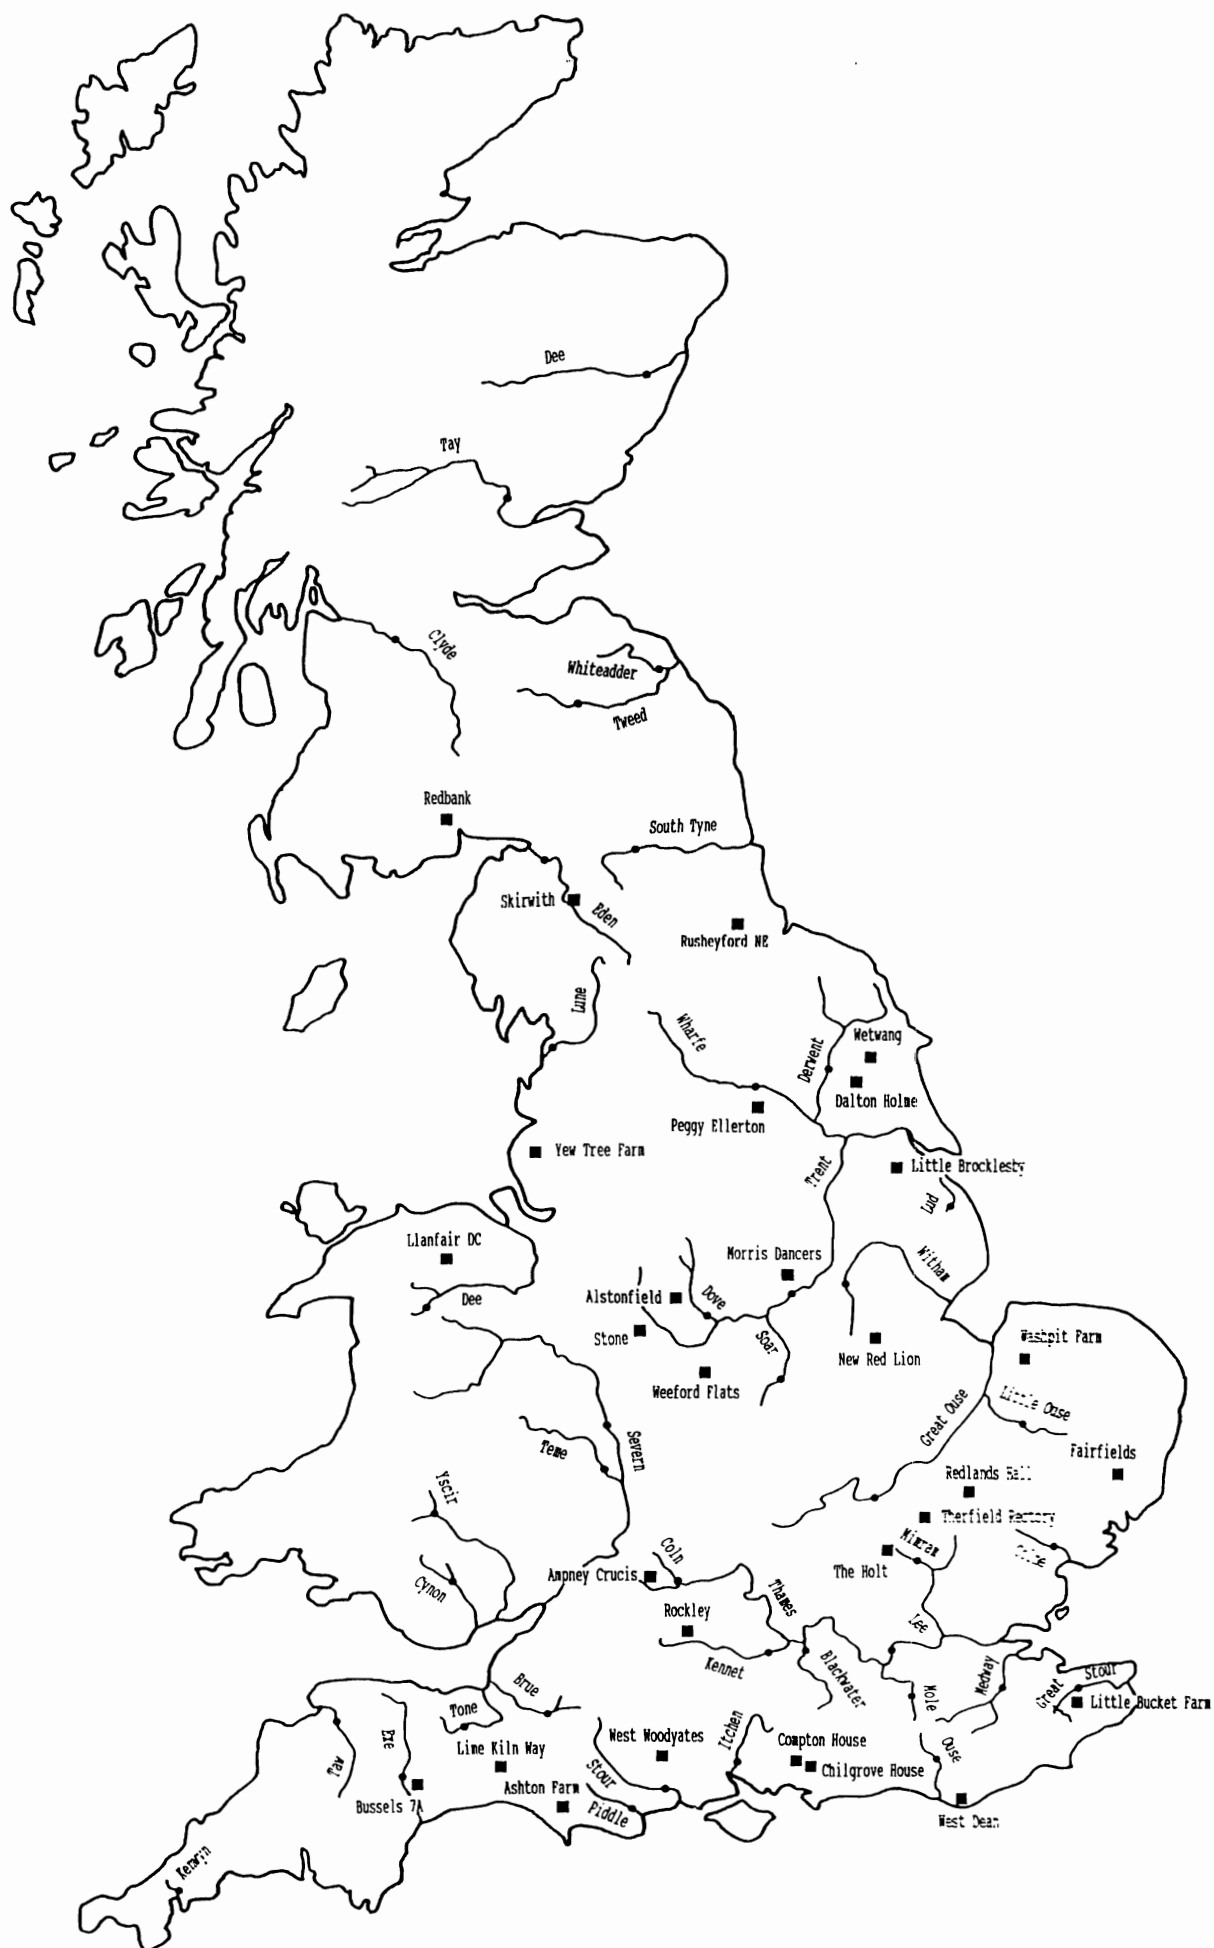 Dee
Tay
Clyde
Whiteadder
Tweed
Redbank
South Tyne
Skirwith
Eden
Rusheyford NE
Lune
Wharfe
Derwent
Wetwang
Dalton Holme
Peggy Ellerton
Yew Tree Farm
Trent
Little Brocklesby
Lud
Llanfair DC
Morris Dancers
Witham
Dee
Alstonfield
Dove
Stone
Soar
New Red Lion
Washpit Farm
Weeford Flats
Great Ouse
Little Ouse
Severn
Teme
Fairfields
Yscir
Redlands Hall
Therfield Rectory
Mimram
Coln
The Holt
Ampney Crucis
Cynon
Thames
Rockley
Lee
Kennet
Blackwater
Medway
Great Stour
Mole
Little Bucket Farm
Brue
Tone
Exe
Itchen
West Woodyates
Compton House
Ouse
Lime Kiln Way
Taw
Stour
Chilgrove House
Ashton Farm
Bussels 7A
Piddle
West Dean
Kenwyn